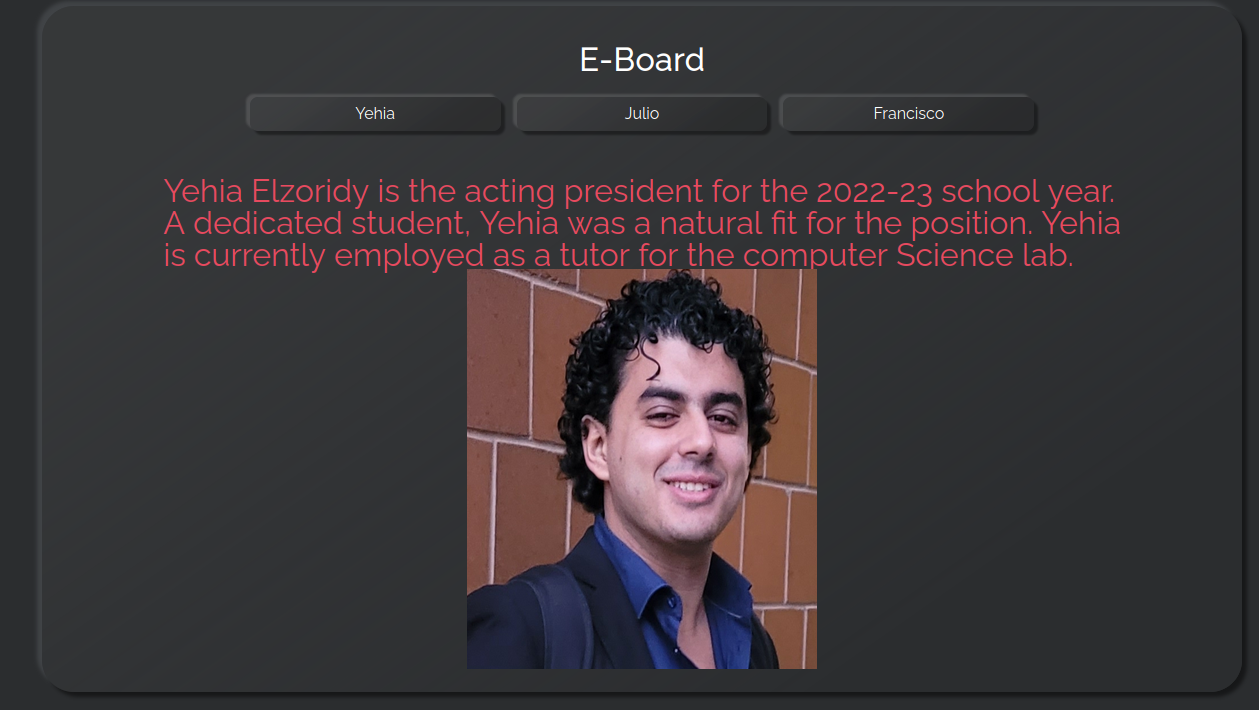 E-Board
Yehia
Julio
Francisco
Yehia Elzoridy is the acting president for the 2022-23 school year.
A dedicated student, Yehia was a natural fit for the position. Yehia
is currently employed as a tutor for the computer Science lab.